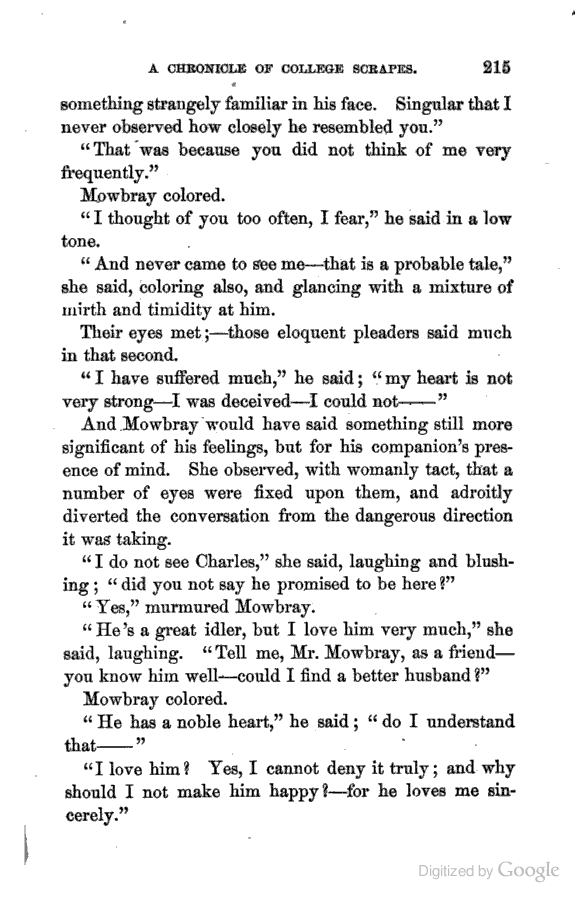 A CHRONICLE OF COLLEGE SCRAPES. 215
something strangely familiar in his face. Singular that I
never observed how closely he resembled you.”
“That was because you did not think of me very
frequently.”
Mowbray colored.
“I thought of you too often, I fear,” he said in a low
tone.
“And never came to see me—that is a probable tale,”
she said, coloring also, and glancing with a mixture of
mirth and timidity at him.
Their eyes met;—those eloquent pleaders said much
in that second.
“I have suffered much,” he said; “my heart is not
very strong—I was deceived—I could not——”
And Mowbray would have said something still more
significant of his feelings, but for his companion’s pres-
ence of mind. She observed, with womanly tact, that a
number of eyes were fixed upon them, and adroitly
diverted the conversation from the dangerous direction
it was taking.
“I do not see Charles,” she said, laughing and blush-
ing; “did you not say he promised to be here?”
“Yes,” murmured Mowbray.
“He’s a great idler, but I love him very much,” she
said, laughing. “Tell me, Mr. Mowbray, as a friend—
you know him well—could I find a better husband?”
Mowbray colored.
“He has a noble heart,” he said; “do I understand
that——”
“I love him? Yes, I cannot deny it truly; and why
should I not make him happy?—for he loves me sin-
cerely.”
Digitized by Google